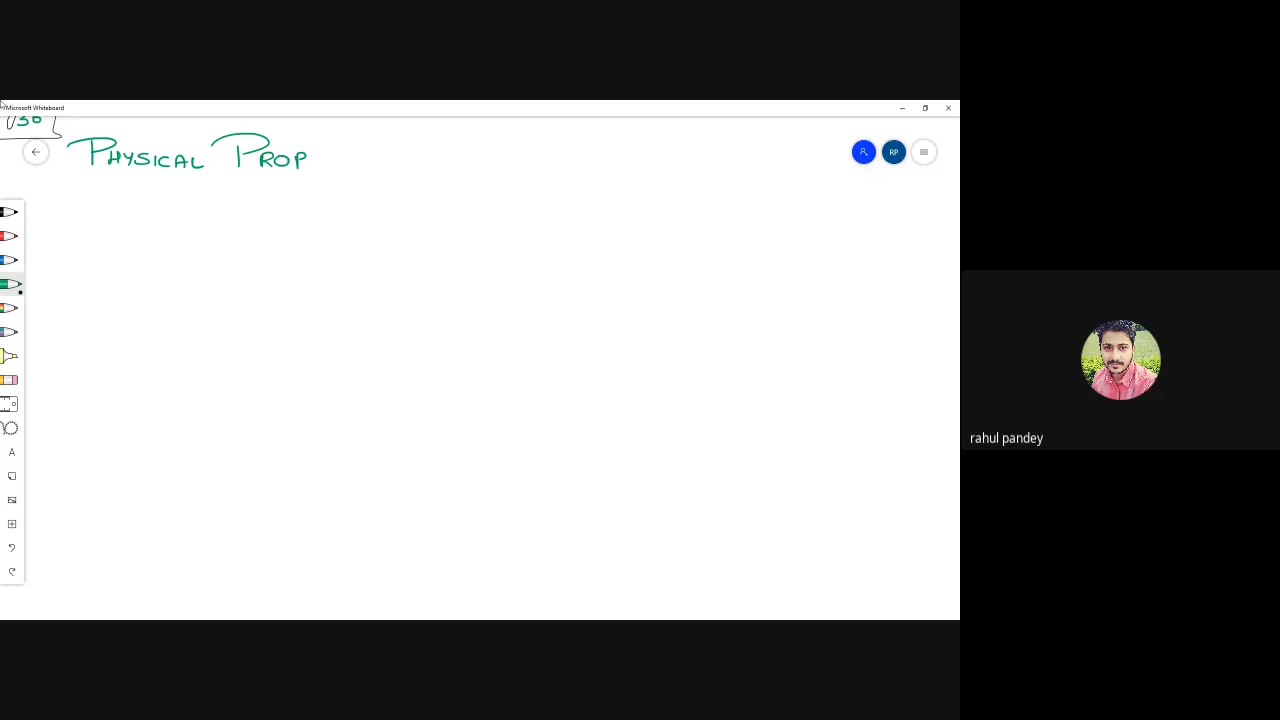 Microsoft Whiteboard
PHYSICAL PROP
RP
A
rahul pandey